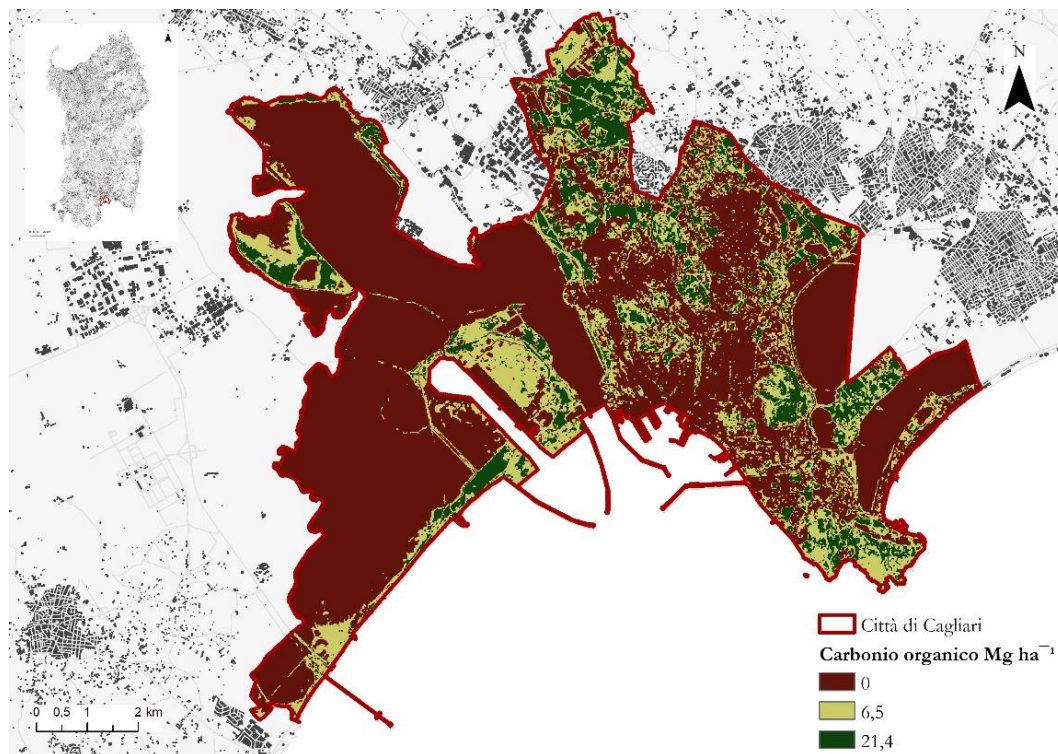 N
Città di Cagliari
Carbonio organico Mg ha⁻¹
0
6,5
21,4
0 0,5 1 2 km